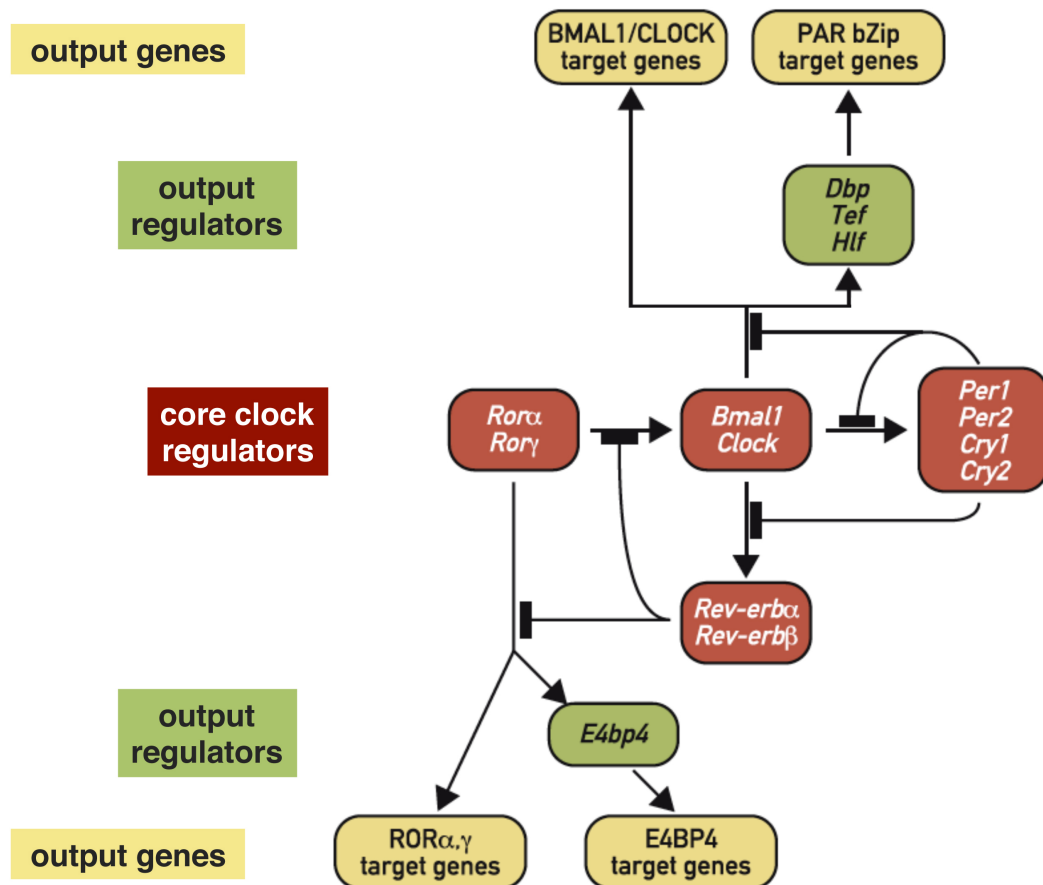 output genes
BMAL1/CLOCK
target genes
PAR bZip
target genes
output
regulators
Dbp
Tef
Hlf
core clock
regulators
Rorα
Rorγ
Bmal1
Clock
Per1
Per2
Cry1
Cry2
Rev-erbα
Rev-erbβ
output
regulators
E4bp4
output genes
RORα,γ
target genes
E4BP4
target genes